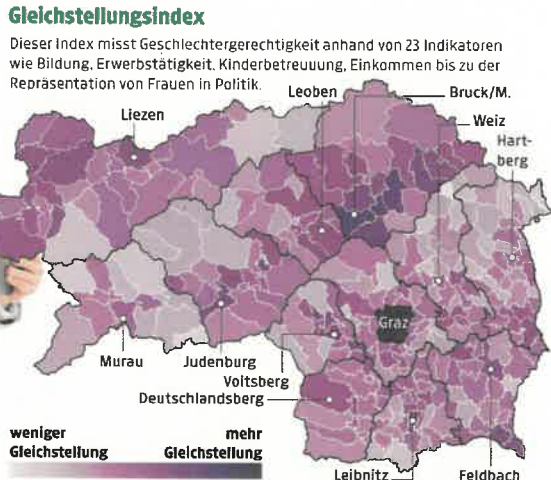 Gleichstellungsindex
Dieser Index misst Geschlechtergerechtigkeit anhand von 23 Indikatoren
wie Bildung, Erwerbstätigkeit, Kinderbetreuuung, Einkommen bis zu der
Repräsentation von Frauen in Politik.
Leoben
Bruck/M.
Liezen
Weiz
Hart-
berg
Graz
Murau
Judenburg
Voitsberg
Deutschlandsberg
weniger
Gleichstellung
mehr
Gleichstellung
Leibnitz
Feldbach